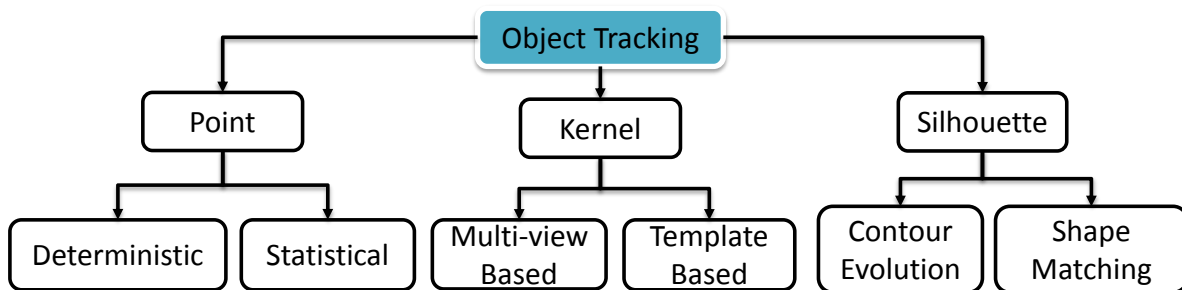 Object Tracking
Point
Kernel
Silhouette
Deterministic
Statistical
Multi-view
Based
Template
Based
Contour
Evolution
Shape
Matching